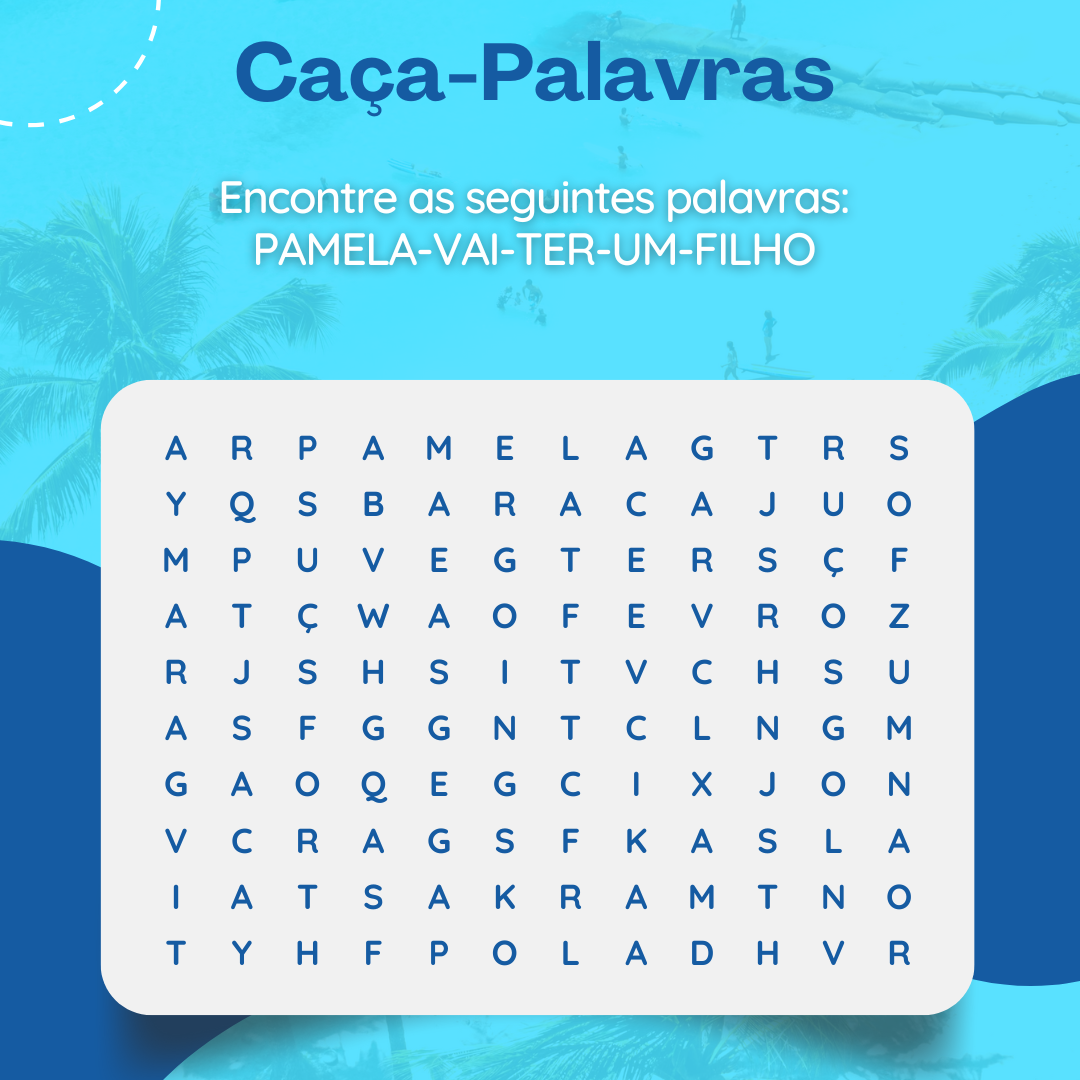 Caça-Palavras
Encontre as seguintes palavras:
PAMELA-VAI-TER-UM-FILHO
A R P A M E L A G T R S
Y Q S B A R A C A J U O
M P U V E G T E R S Ç F
A T Ç W A O F E V R O Z
R J S H S I T V C H S U
A S F G G N T C L N G M
G A O Q E G C I X J O N
V C R A G S F K A S L A
I A T S A K R A M T N O
T Y H F P O L A D H V R